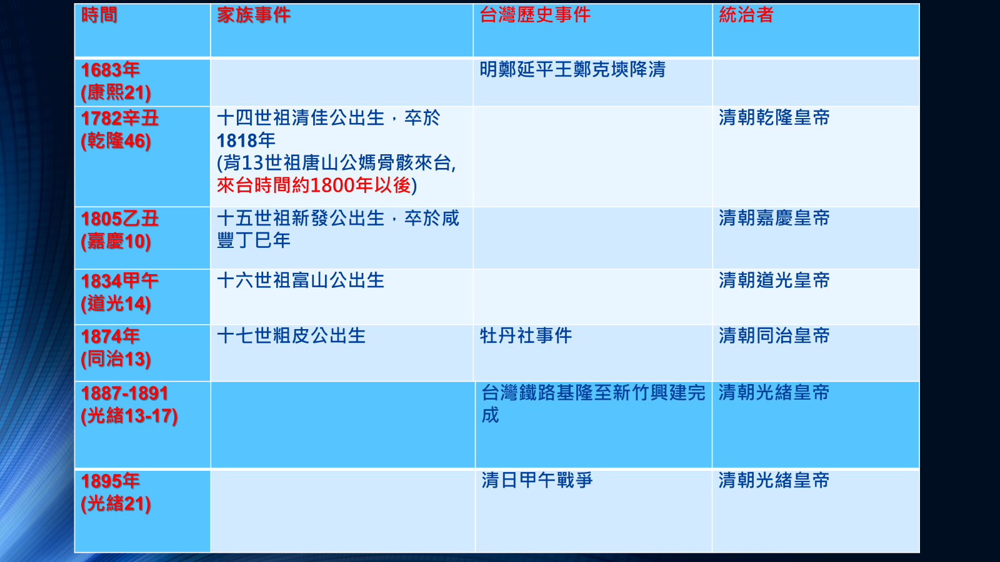 時間
家族事件
台灣歷史事件
統治者
1683年
(康熙21)
明鄭延平王鄭克塽降清
1782辛丑
(乾隆46)
十四世祖清佳公出生，卒於
1818年
(背13世祖唐山公媽骨骸來台,
來台時間約1800年以後)
清朝乾隆皇帝
1805乙丑
(嘉慶10)
十五世祖新發公出生，卒於咸
豐丁巳年
清朝嘉慶皇帝
1834甲午
(道光14)
十六世祖富山公出生
清朝道光皇帝
1874年
(同治13)
十七世粗皮公出生
牡丹社事件
清朝同治皇帝
1887-1891
(光緒13-17)
台灣鐵路基隆至新竹興建完
成
清朝光緒皇帝
1895年
(光緒21)
清日甲午戰爭
清朝光緒皇帝